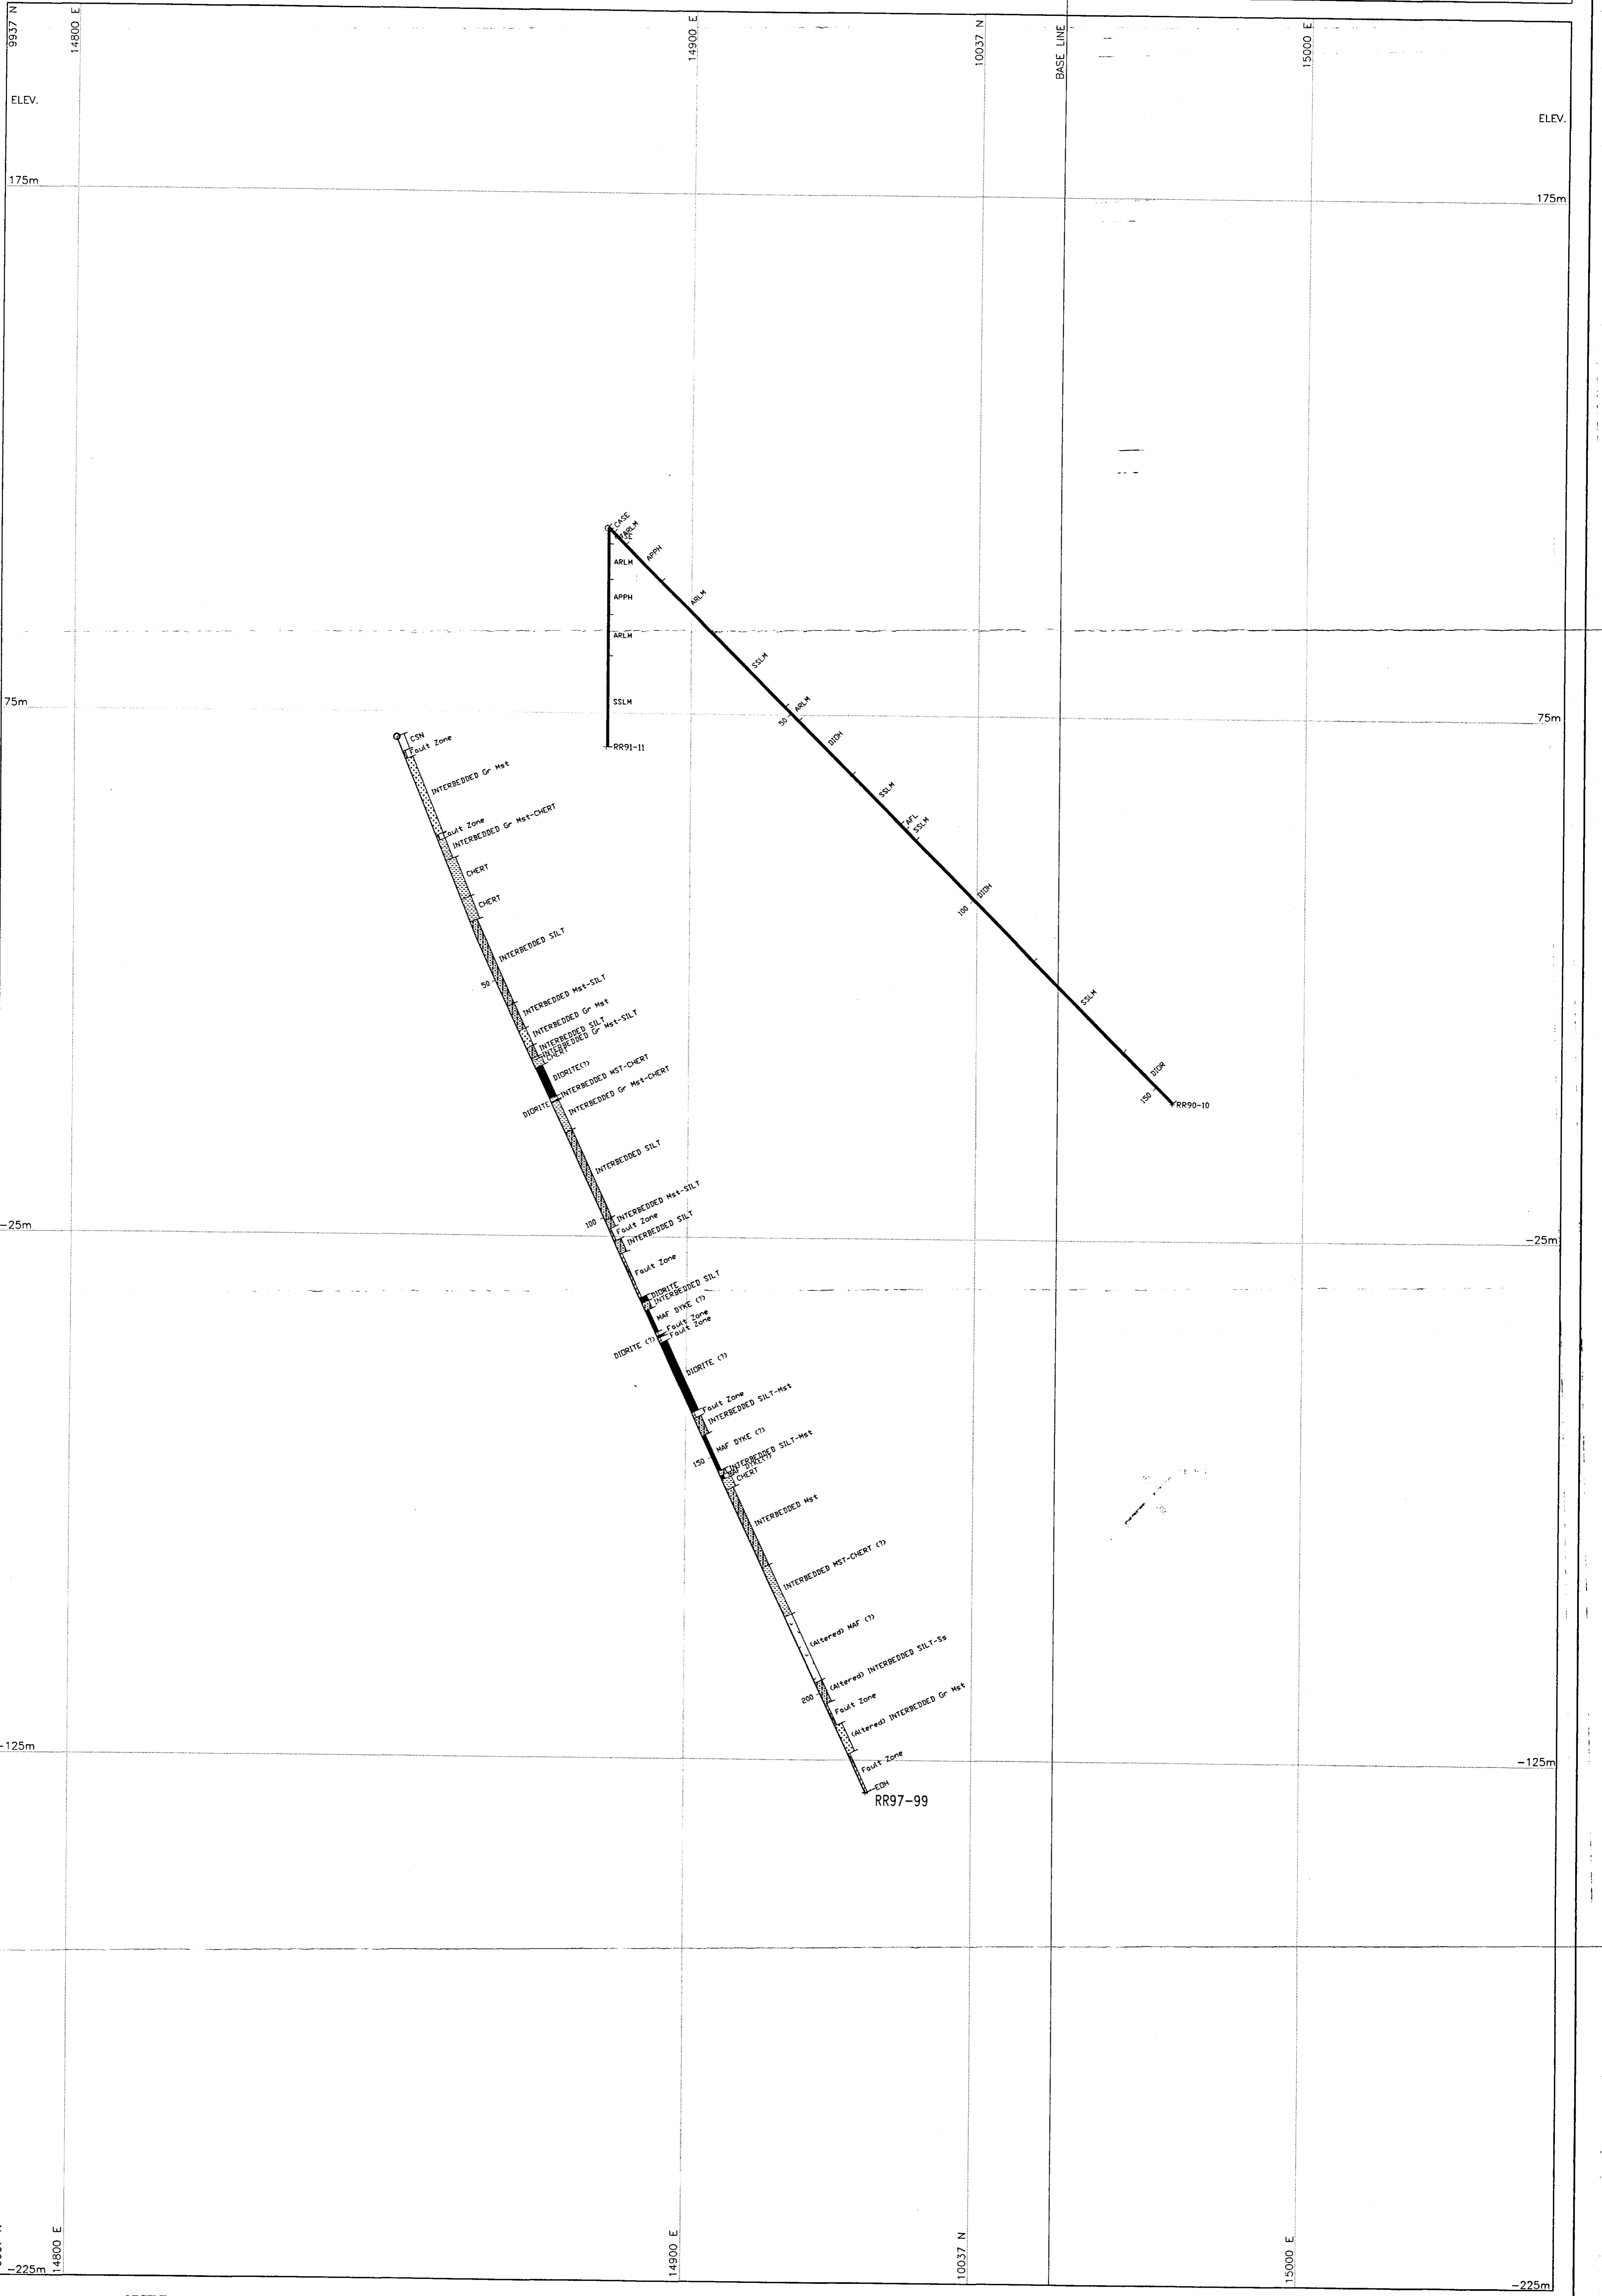 9937 N
14800 E
14900 E
10037 N
BASE LINE
15000 E
ELEV.
ELEV.
175m
175m
CASE
ARLM
APPH
ARLM
ARLM
APPH
ARLM
SSLM
SSLM
RR91-11
ARLM
50
DIOH
SSLM
AFL
SSLM
DIOH
100
SSLM
DIOR
150
RR90-10
75m
75m
CSN
Fault Zone
INTERBEDDED Gr Mst
Fault Zone
INTERBEDDED Gr Mst-CHERT
CHERT
CHERT
INTERBEDDED SILT
50
INTERBEDDED Mst-SILT
INTERBEDDED Gr Mst
INTERBEDDED SILT
INTERBEDDED Gr Mst-SILT
CHERT
DIORITE(?)
INTERBEDDED MST-CHERT
DIORITE
INTERBEDDED Gr Mst-CHERT
INTERBEDDED SILT
INTERBEDDED Mst-SILT
100
Fault Zone
INTERBEDDED SILT
-25m
-25m
Fault Zone
DIORITE
INTERBEDDED SILT
MAF DYKE (?)
Fault Zone
Fault Zone
DIORITE (?)
DIORITE (?)
Fault Zone
INTERBEDDED SILT-Mst
MAF DYKE (?)
150
INTERBEDDED SILT-Mst
MAF DYKE(?)
CHERT
INTERBEDDED Mst
INTERBEDDED MST-CHERT (?)
(Altered) MAF (?)
(Altered) INTERBEDDED SILT-Ss
200
Fault Zone
(Altered) INTERBEDDED Gr Mst
Fault Zone
EOH
RR97-99
-125m
-125m
14800 E
14900 E
10037 N
15000 E
-225m
-225m